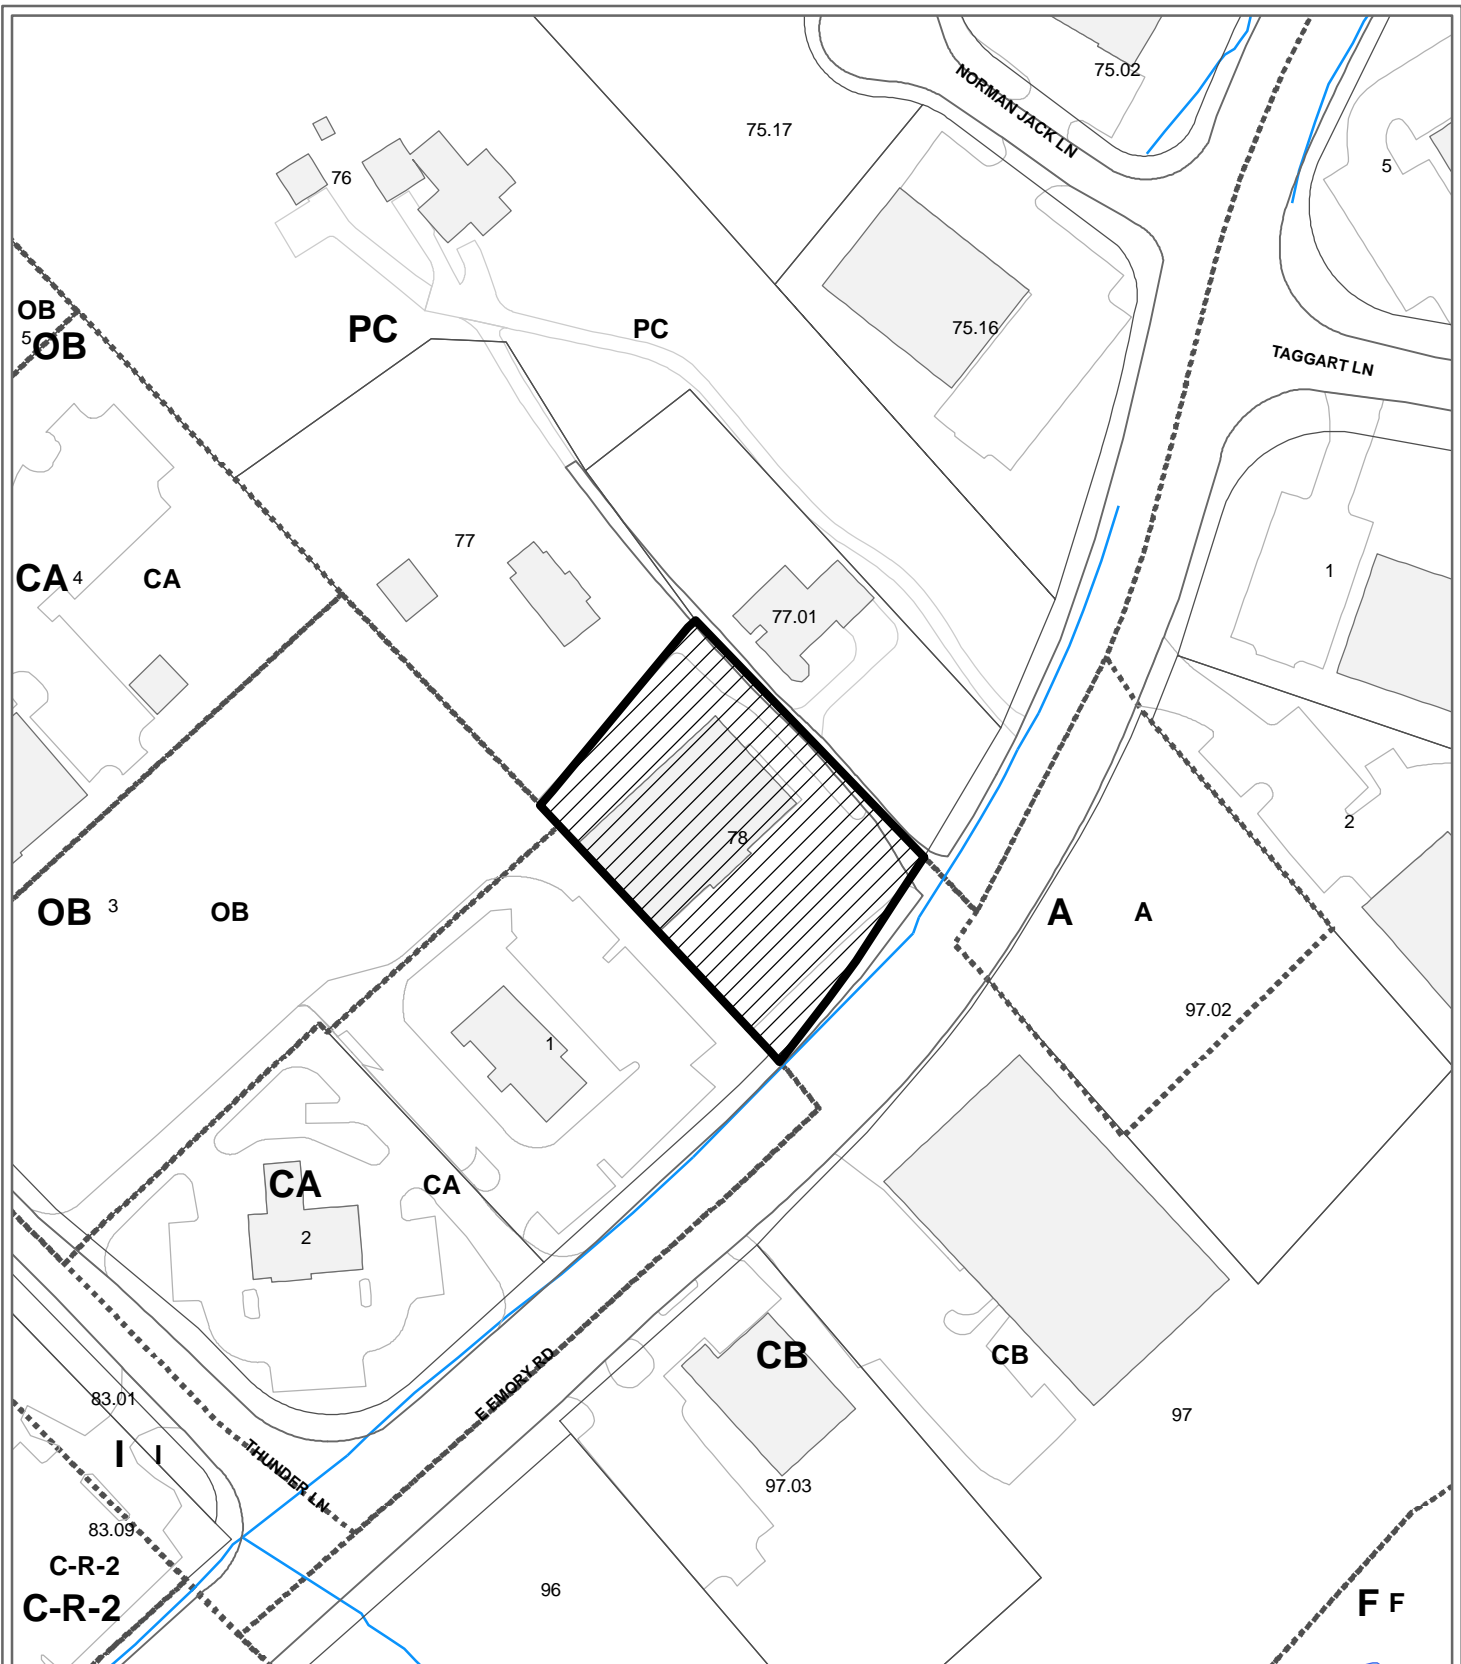 75.02
NORMAN JACK LN
75.17
5
76
OB
5
OB
PC
PC
75.16
TAGGART LN
77
CA
4
CA
1
77.01
78
2
OB
3
OB
A
A
97.02
1
CA
CA
2
CB
CB
E EMORY RD
83.01
97
I
I
THUNDER LN
97.03
83.09
C-R-2
96
C-R-2
F
F